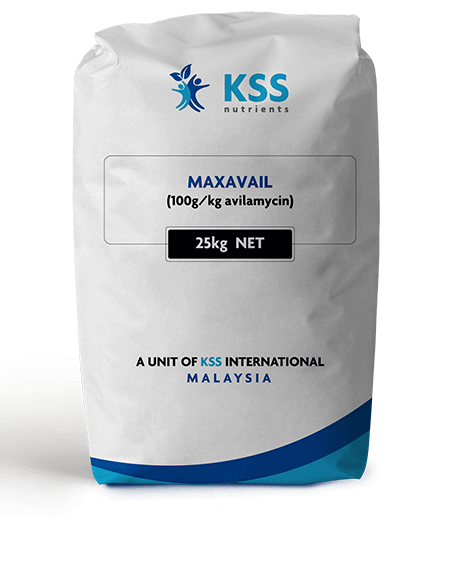 KSS
nutrients
MAXAVAIL
(100g/kg avilamycin)
25kg NET
A UNIT OF KSS INTERNATIONAL
MALAYSIA